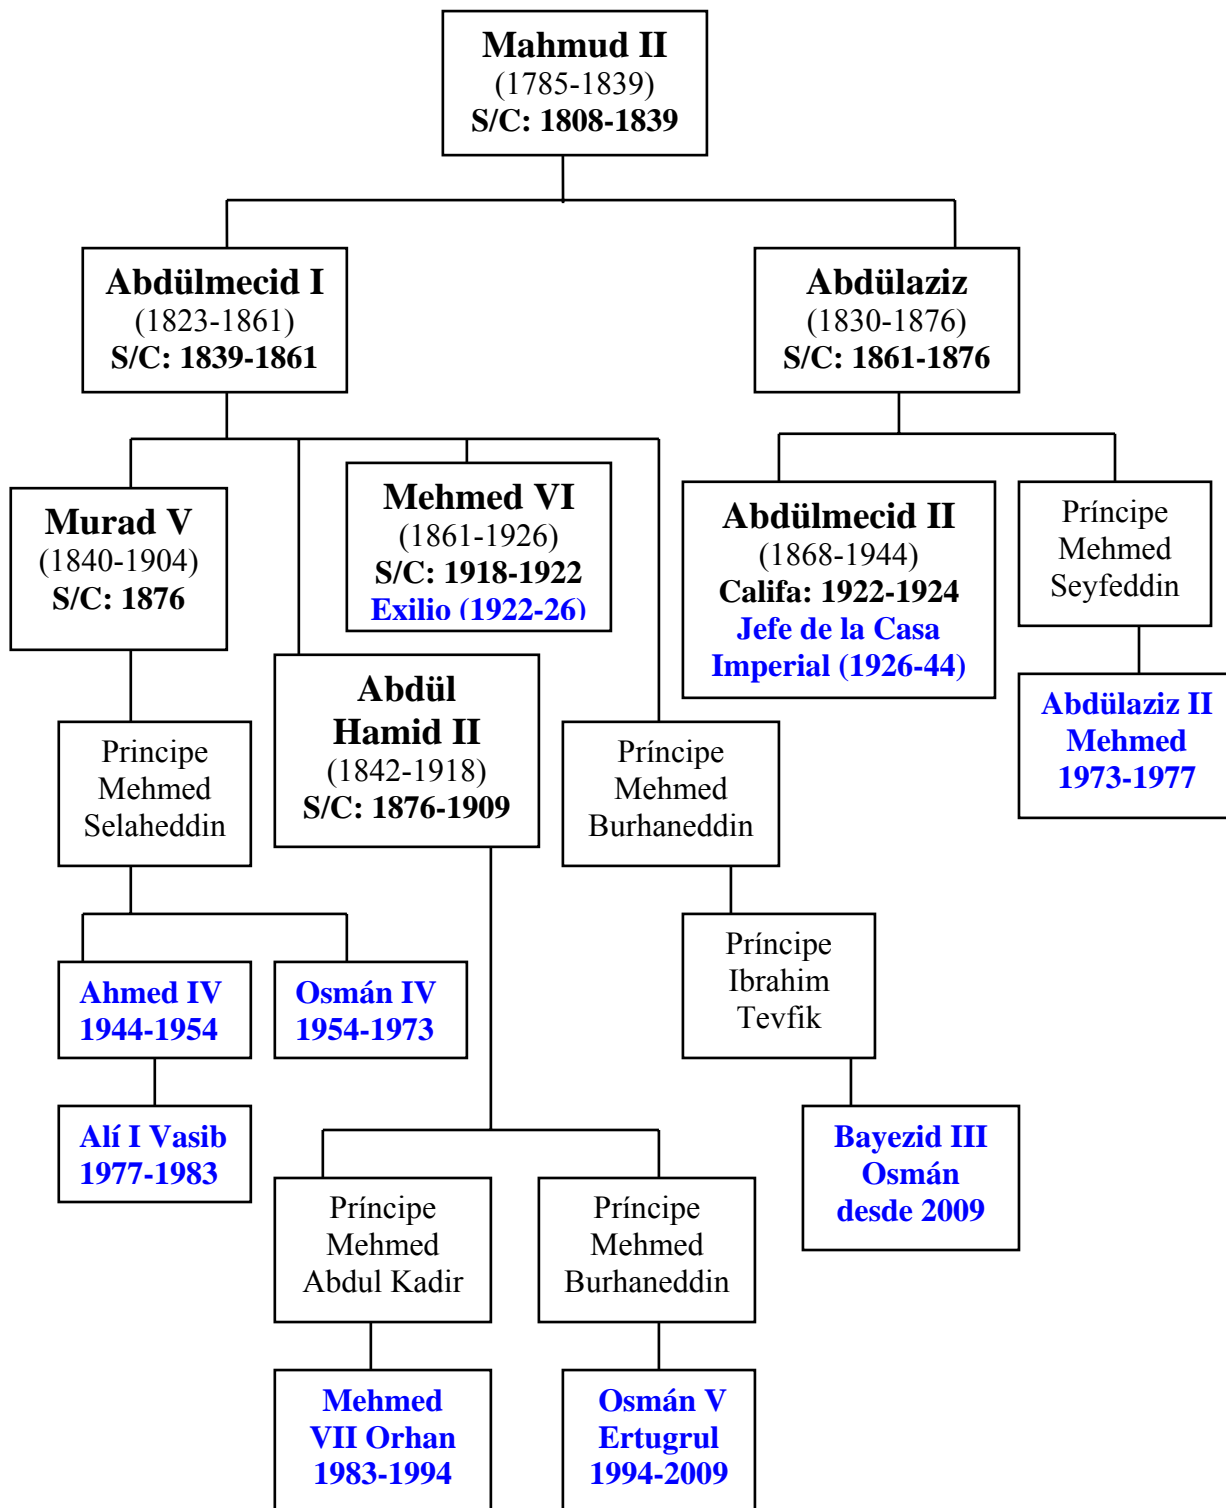 Mahmud II
(1785-1839)
S/C: 1808-1839
Abdülmecid I
(1823-1861)
S/C: 1839-1861
Abdülaziz
(1830-1876)
S/C: 1861-1876
Murad V
(1840-1904)
S/C: 1876
Mehmed VI
(1861-1926)
S/C: 1918-1922
Exilio (1922-26)
Abdülmecid II
(1868-1944)
Califa: 1922-1924
Jefe de la Casa
Imperial (1926-44)
Príncipe
Mehmed
Seyfeddin
Abdül
Hamid II
(1842-1918)
S/C: 1876-1909
Abdülaziz II
Mehmed
1973-1977
Principe
Mehmed
Selaheddin
Príncipe
Mehmed
Burhaneddin
Ahmed IV
1944-1954
Osmán IV
1954-1973
Príncipe
Ibrahim
Tevfik
Alí I Vasib
1977-1983
Bayezid III
Osmán
desde 2009
Príncipe
Mehmed
Abdul Kadir
Príncipe
Mehmed
Burhaneddin
Mehmed
VII Orhan
1983-1994
Osmán V
Ertugrul
1994-2009